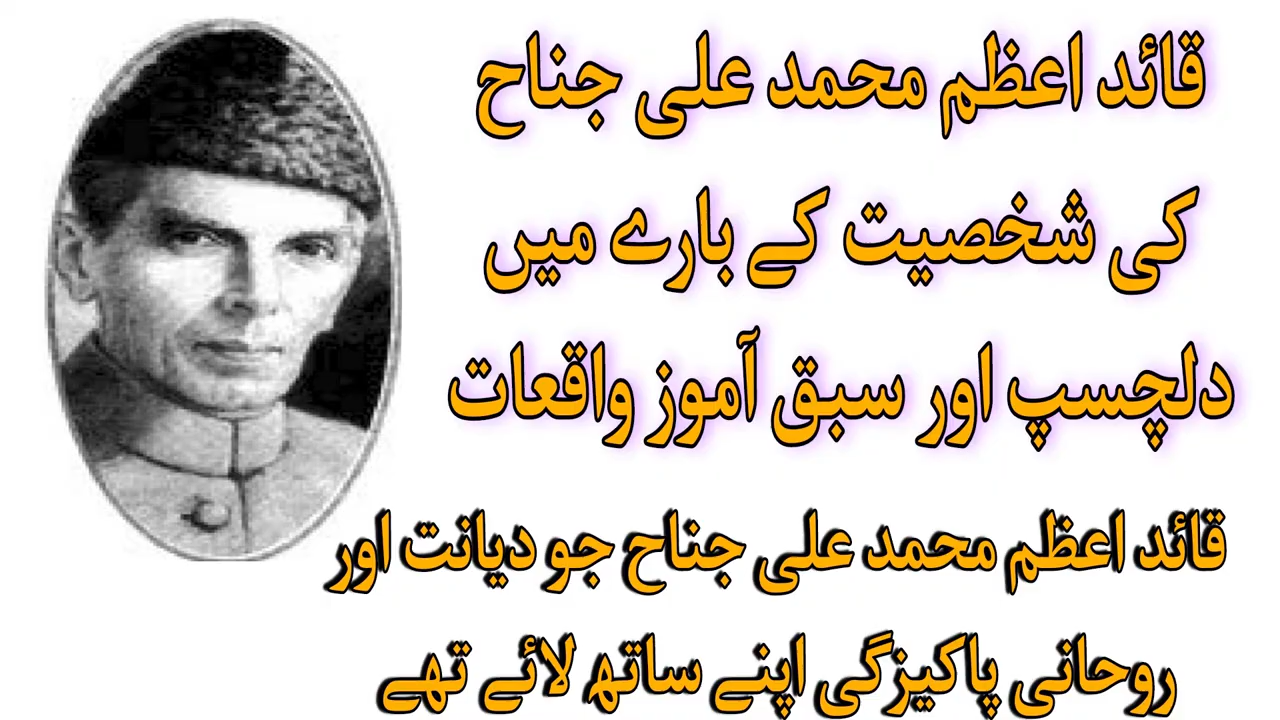 قائد اعظم محمد علی جناح
کی شخصیت کے بارے میں
دلچسپ اور سبق آموز واقعات
قائد اعظم محمد علی جناح جو دیانت اور
روحانی پاکیزگی اپنے ساتھ لائے تھے